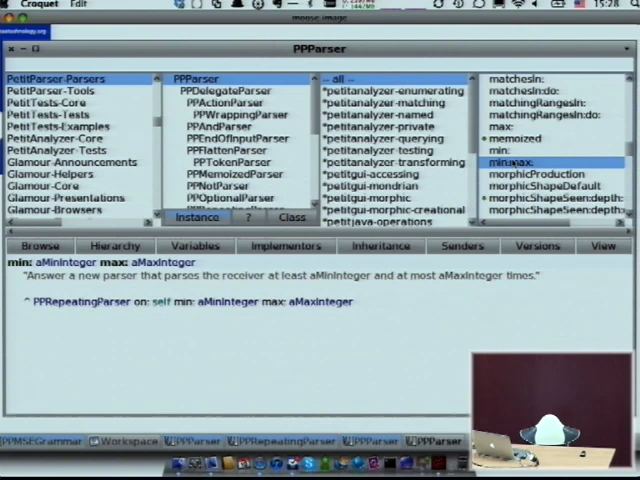 Croquet Edit
15:28
moose.image
PPParser
PetitParser-Parsers
PetitParser-Tools
PetitTests-Core
PetitTests-Tests
PetitTests-Examples
PetitAnalyzer-Core
PetitAnalyzer-Tests
Glamour-Announcements
Glamour-Helpers
Glamour-Core
Glamour-Presentations
Glamour-Browsers
PPParser
PPDelegateParser
PPActionParser
PPWrappingParser
PPAndParser
PPEndOfInputParser
PPFlattenParser
PPTokenParser
PPMemoizedParser
PPNotParser
PPOptionalParser
Instance ? Class
-- all --
*petitanalyzer-enumerating
*petitanalyzer-matching
*petitanalyzer-named
*petitanalyzer-private
*petitanalyzer-querying
*petitanalyzer-testing
*petitanalyzer-transforming
*petitgui-accessing
*petitgui-mondrian
*petitgui-morphic
*petitgui-morphic-creational
*petitjava-operations
matchesIn:
matchesIn:do:
matchingRangesIn:
matchingRangesIn:do:
max:
memoized
min:
min:max:
morphicProduction
morphicShapeDefault
morphicShapeSeen:depth:
morphicShapeSeen:depth:
Browse Hierarchy Variables Implementors Inheritance Senders Versions View
min: aMinInteger max: aMaxInteger
"Answer a new parser that parses the receiver at least aMinInteger and at most aMaxInteger times."
^ PPRepeatingParser on: self min: aMinInteger max: aMaxInteger
PPMSEGrammar Workspace PPParser PPRepeatingParser PPParser PPParser